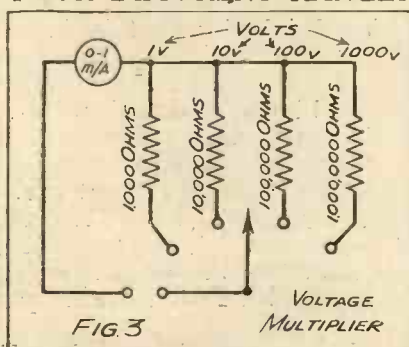 VOLTS
1v 10v 100v 1000v
0-1
m/A
1,000 OHMS
10,000 OHMS
100,000 OHMS
1,000,000 OHMS
FIG. 3
VOLTAGE
MULTIPLIER